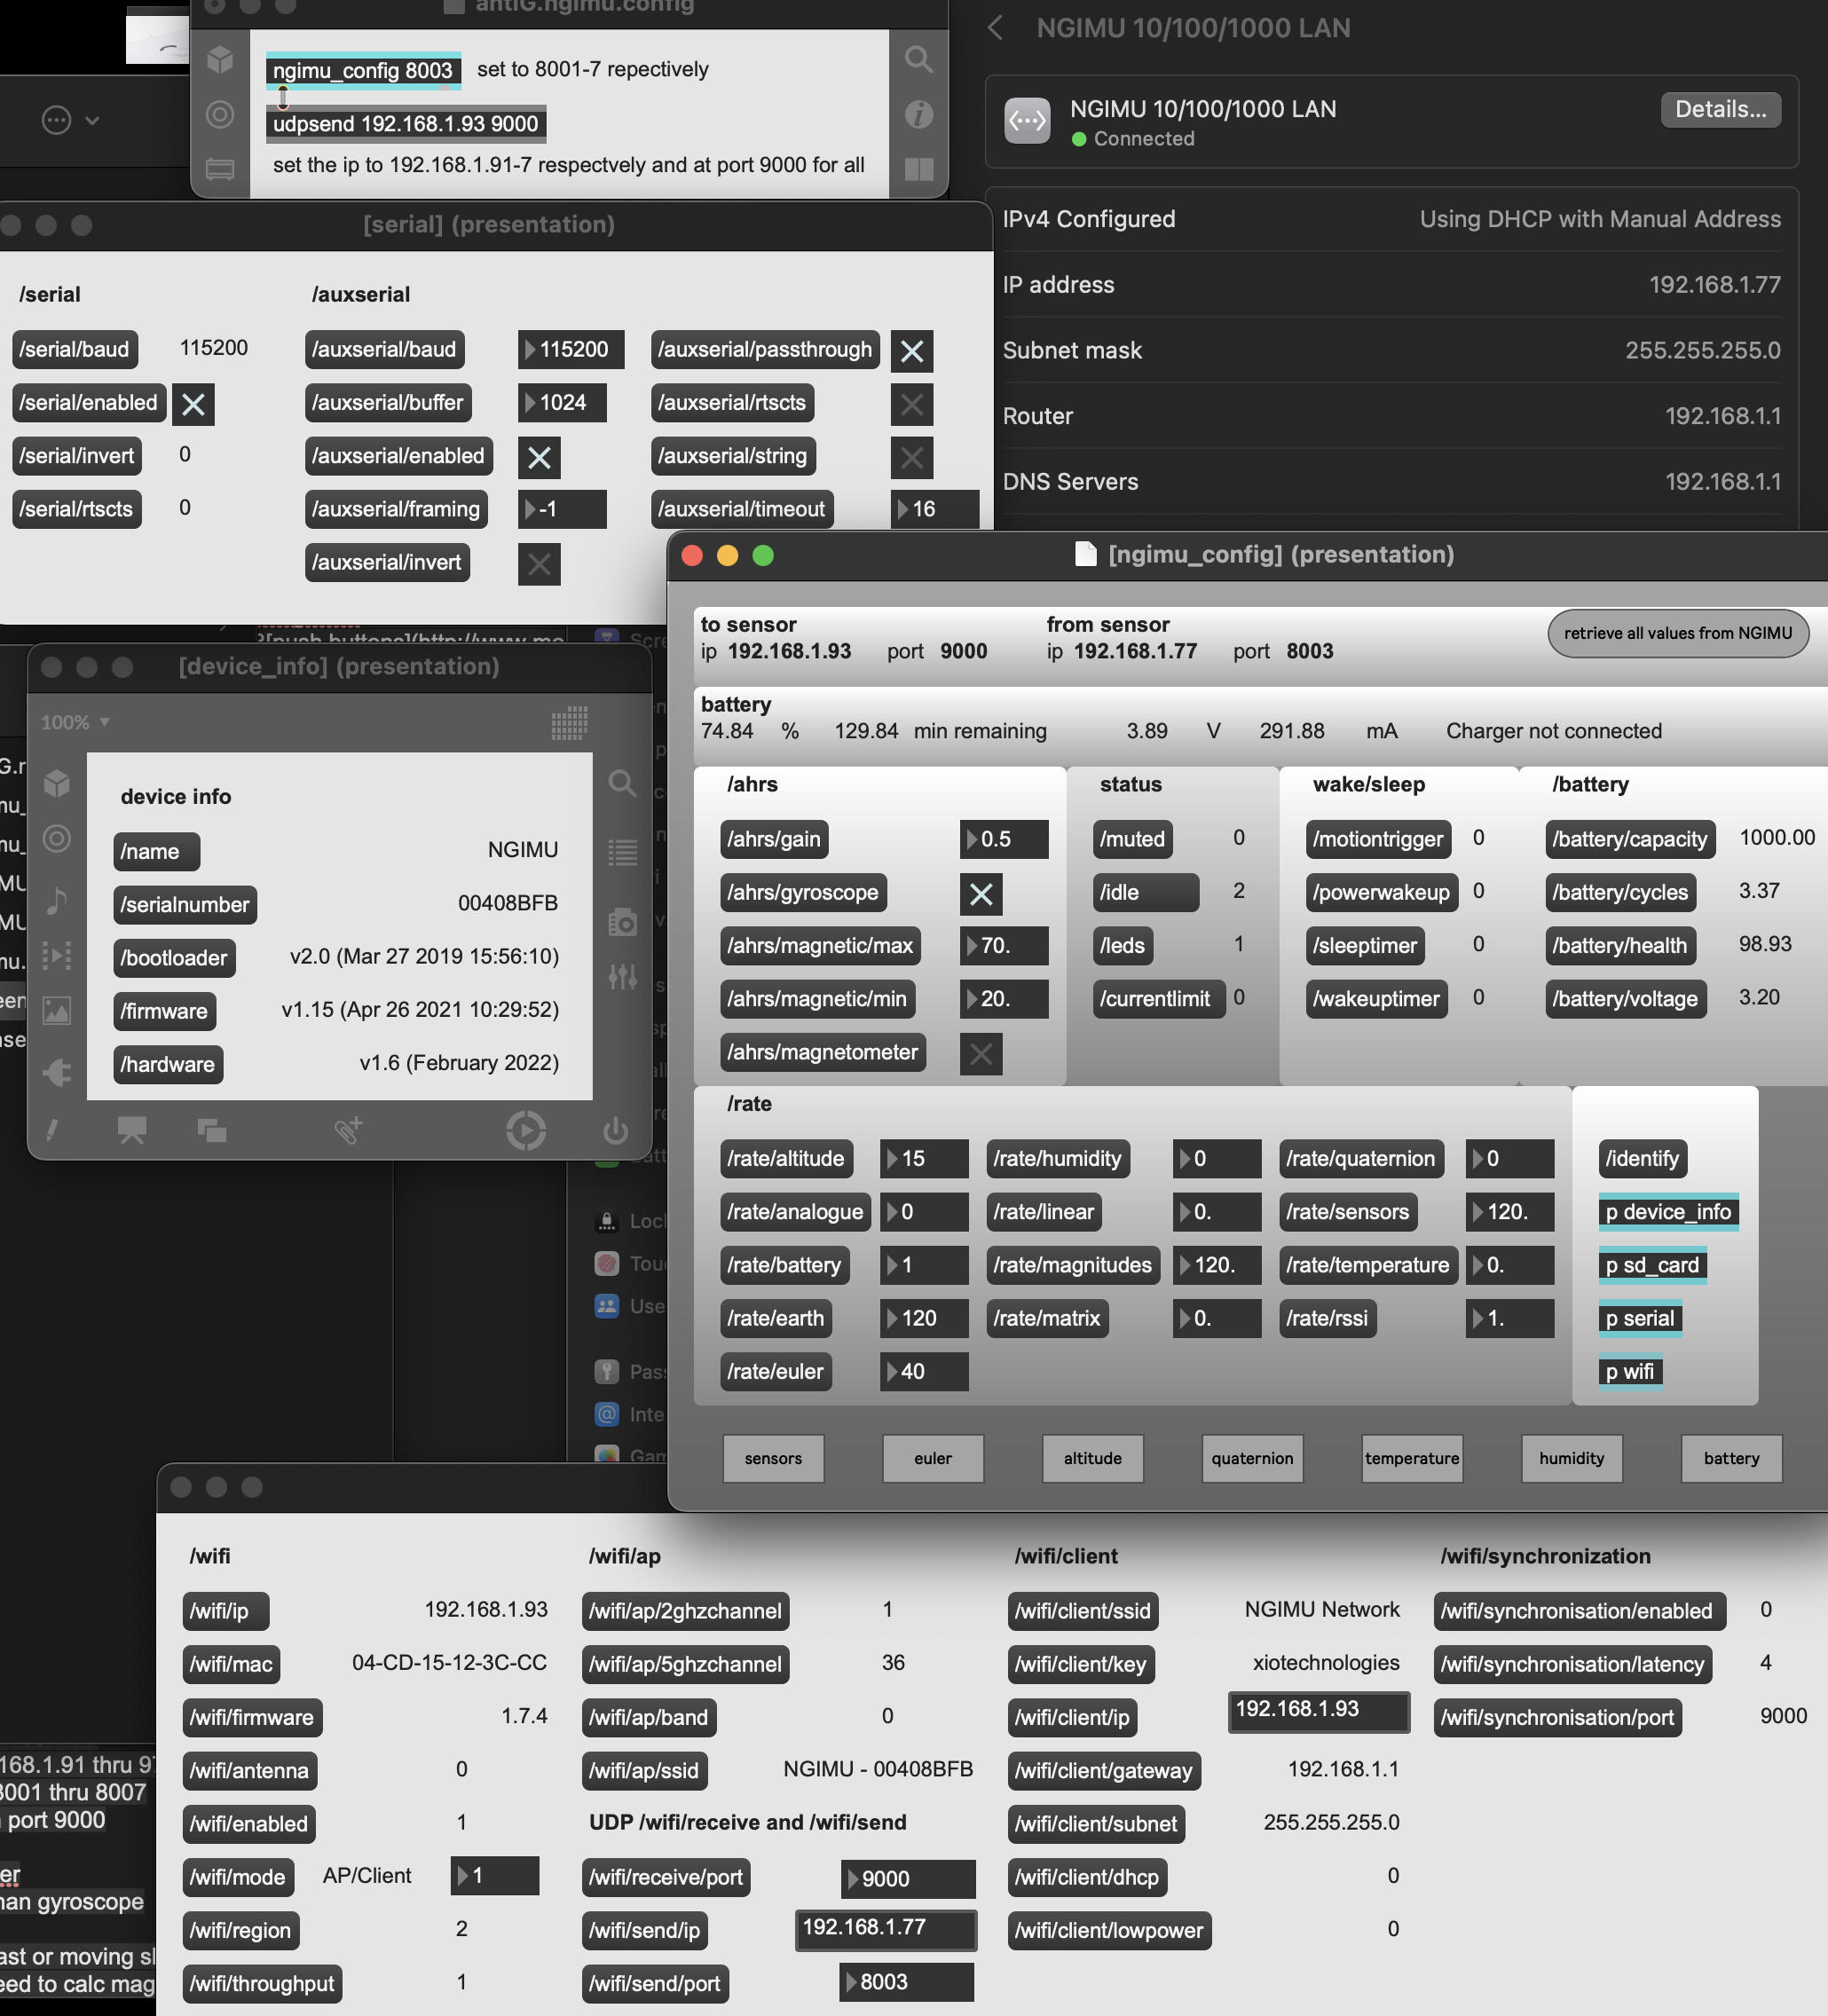 antiG.ngimu.config
ngimu_config 8003 set to 8001-7 repectively
udpsend 192.168.1.93 9000
set the ip to 192.168.1.91-7 respectvely and at port 9000 for all
NGIMU 10/100/1000 LAN
NGIMU 10/100/1000 LAN
Connected
Details...
IPv4 Configured Using DHCP with Manual Address
IP address 192.168.1.77
Subnet mask 255.255.255.0
Router 192.168.1.1
DNS Servers 192.168.1.1
[serial] (presentation)
/serial /auxserial
/serial/baud 115200 /auxserial/baud 115200 /auxserial/passthrough
/serial/enabled /auxserial/buffer 1024 /auxserial/rtscts
/serial/invert 0 /auxserial/enabled /auxserial/string
/serial/rtscts 0 /auxserial/framing -1 /auxserial/timeout 16
/auxserial/invert
[device_info] (presentation)
100%
device info
/name NGIMU
/serialnumber 00408BFB
/bootloader v2.0 (Mar 27 2019 15:56:10)
/firmware v1.15 (Apr 26 2021 10:29:52)
/hardware v1.6 (February 2022)
[ngimu_config] (presentation)
to sensor from sensor
ip 192.168.1.93 port 9000 ip 192.168.1.77 port 8003
retrieve all values from NGIMU
battery
74.84 % 129.84 min remaining 3.89 V 291.88 mA Charger not connected
/ahrs status wake/sleep /battery
/ahrs/gain 0.5 /muted 0 /motiontrigger 0 /battery/capacity 1000.00
/ahrs/gyroscope /idle 2 /powerwakeup 0 /battery/cycles 3.37
/ahrs/magnetic/max 70. /leds 1 /sleeptimer 0 /battery/health 98.93
/ahrs/magnetic/min 20. /currentlimit 0 /wakeuptimer 0 /battery/voltage 3.20
/ahrs/magnetometer
/rate
/rate/altitude 15 /rate/humidity 0 /rate/quaternion 0 /identify
/rate/analogue 0 /rate/linear 0. /rate/sensors 120. p device_info
/rate/battery 1 /rate/magnitudes 120. /rate/temperature 0. p sd_card
/rate/earth 120 /rate/matrix 0. /rate/rssi 1. p serial
/rate/euler 40 p wifi
sensors euler altitude quaternion temperature humidity battery
/wifi /wifi/ap /wifi/client /wifi/synchronization
/wifi/ip 192.168.1.93 /wifi/ap/2ghzchannel 1 /wifi/client/ssid NGIMU Network /wifi/synchronisation/enabled 0
/wifi/mac 04-CD-15-12-3C-CC /wifi/ap/5ghzchannel 36 /wifi/client/key xiotechnologies /wifi/synchronisation/latency 4
/wifi/firmware 1.7.4 /wifi/ap/band 0 /wifi/client/ip 192.168.1.93 /wifi/synchronisation/port 9000
/wifi/antenna 0 /wifi/ap/ssid NGIMU - 00408BFB /wifi/client/gateway 192.168.1.1
/wifi/enabled 1 UDP /wifi/receive and /wifi/send /wifi/client/subnet 255.255.255.0
/wifi/mode AP/Client 1 /wifi/receive/port 9000 /wifi/client/dhcp 0
/wifi/region 2 /wifi/send/ip 192.168.1.77 /wifi/client/lowpower 0
/wifi/throughput 1 /wifi/send/port 8003
168.1.91 thru 9
8001 thru 8007
port 9000
er
han gyroscope
ast or moving sl
eed to calc mag